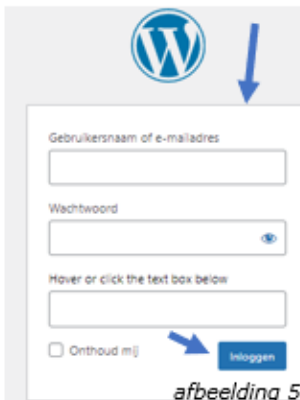 Gebruikersnaam of e-mailadres
Wachtwoord
Hover or click the text box below
Onthoud mij
Inloggen
afbeelding 5